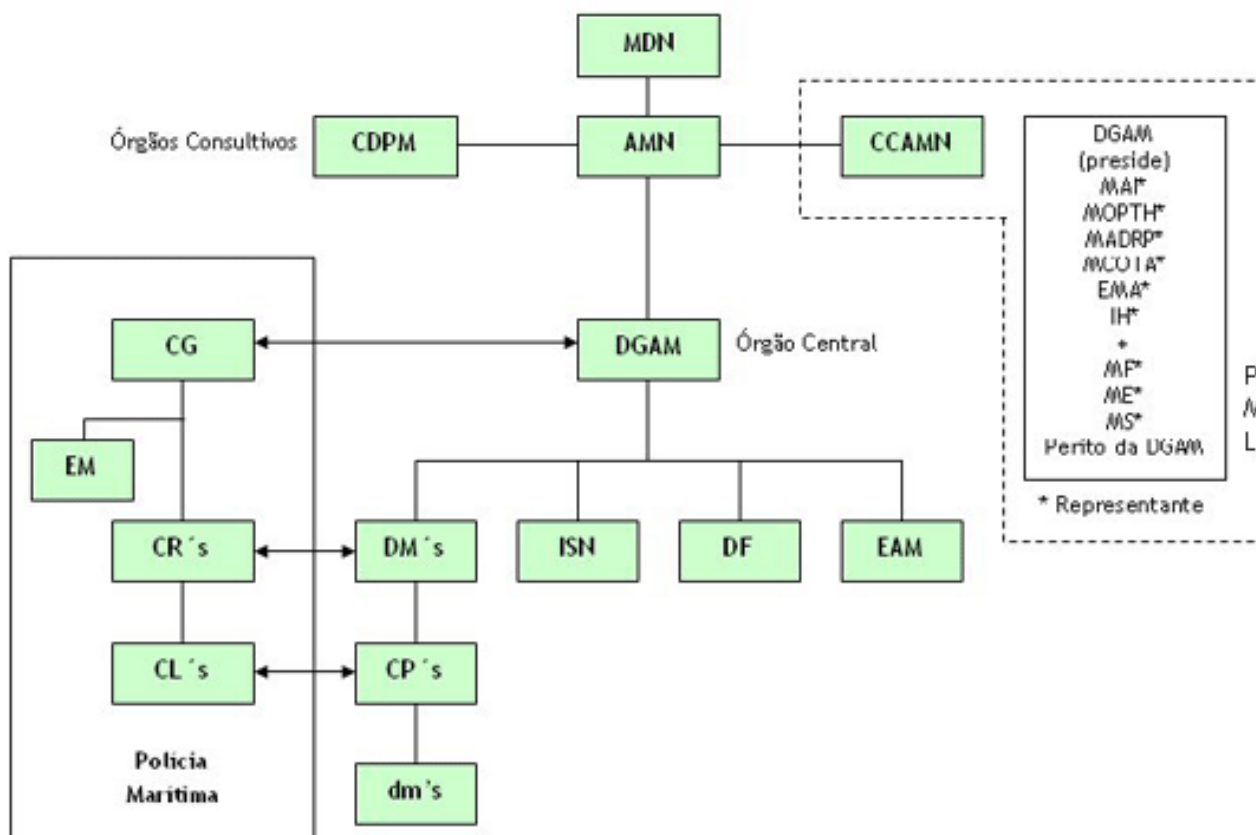 MDN
Órgãos Consultivos
CDPM
AMN
CCAMN
DGAM
(preside)
MAI*
MOPTH*
MADRP*
MCOTA*
EMA*
IH*
+
MF*
ME*
MS*
Perito da DGAM
* Representante
P
M
L
CG
DGAM
Órgão Central
EM
CR´s
DM´s
ISN
DF
EAM
CL´s
CP´s
Polícia
Marítima
dm's